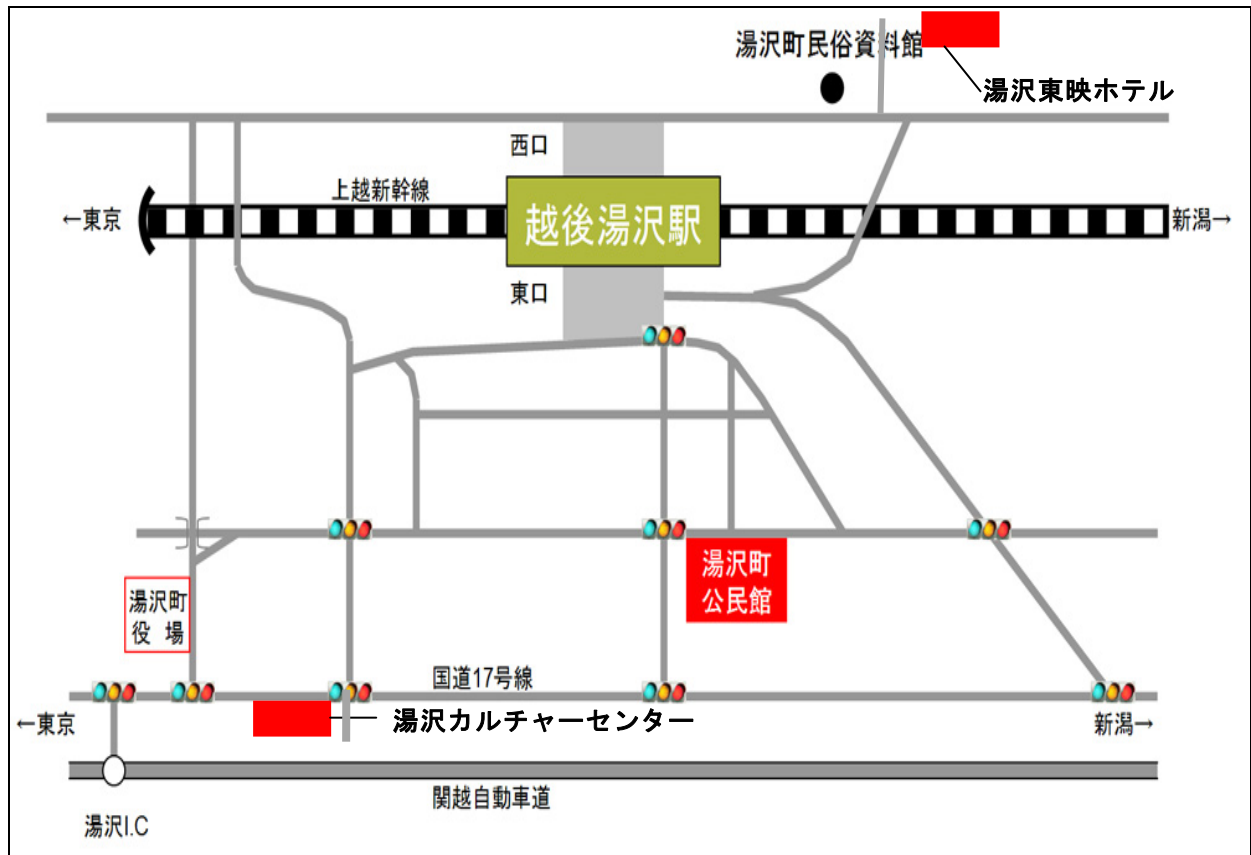 湯沢町民俗資料館
湯沢東映ホテル
西口
上越新幹線
←東京
越後湯沢駅
新潟→
東口
湯沢町
公民館
湯沢町
役 場
国道17号線
←東京
湯沢カルチャーセンター
新潟→
関越自動車道
湯沢I.C